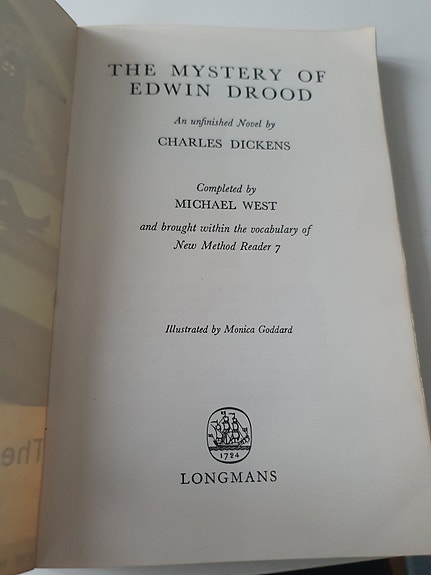 THE MYSTERY OF
EDWIN DROOD
An unfinished Novel by
CHARLES DICKENS
Completed by
MICHAEL WEST
and brought within the vocabulary of
New Method Reader 7
Illustrated by Monica Goddard
1724
LONGMANS
The